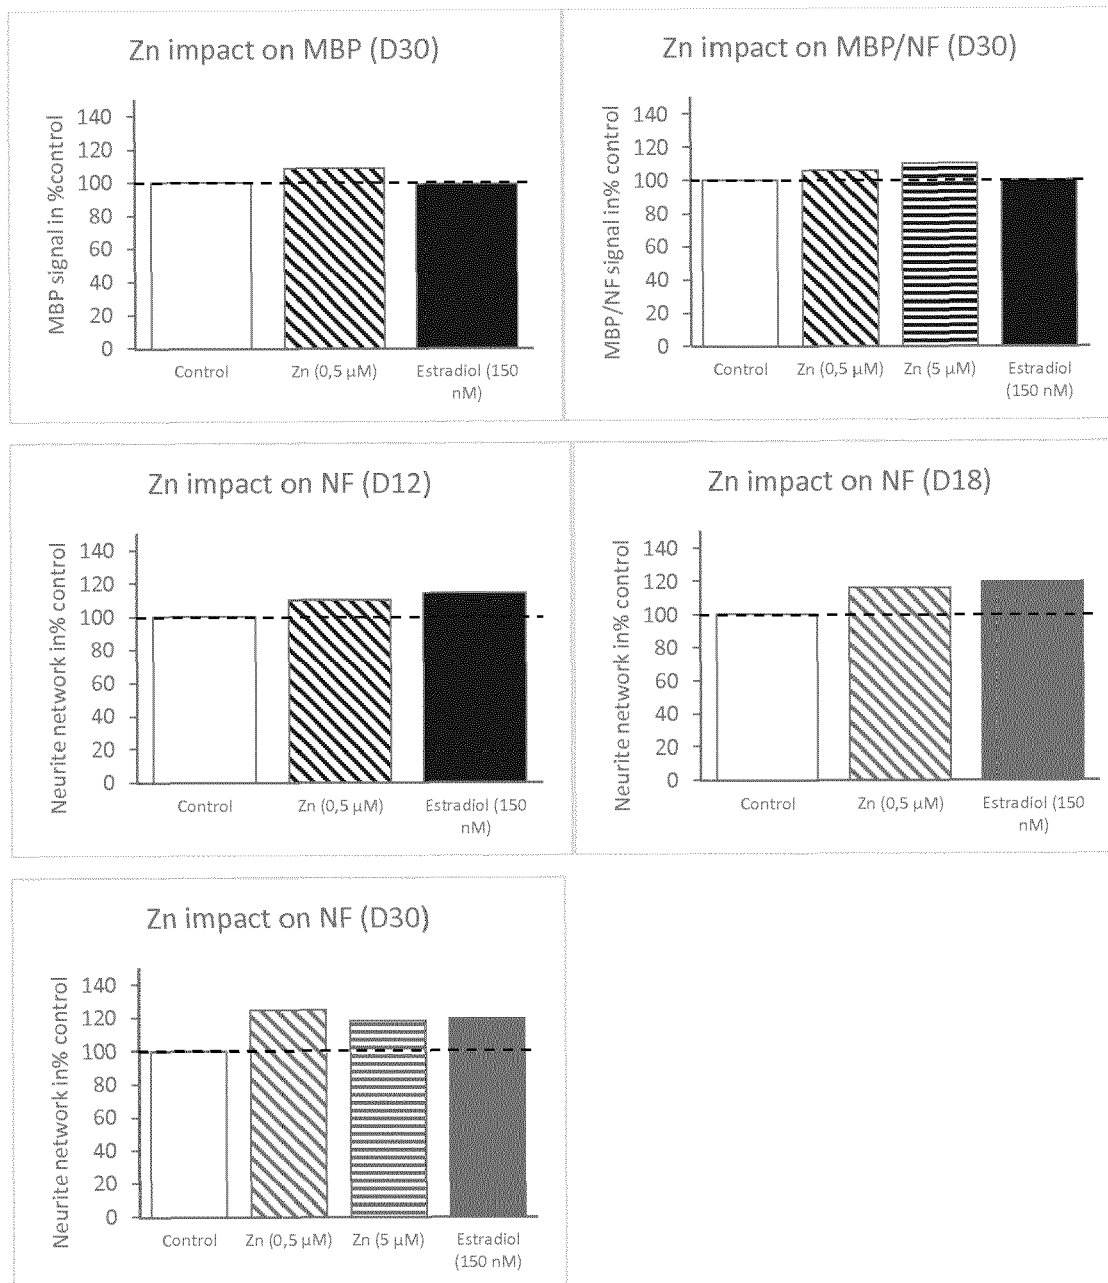 Zn impact on MBP (D30)
MBP signal in %control
140
120
100
80
60
40
20
0
Control
Zn (0,5 µM)
Estradiol (150
nM)
Zn impact on MBP/NF (D30)
MBP/NF signal in% control
140
120
100
80
60
40
20
0
Control
Zn (0,5 µM)
Zn (5 µM)
Estradiol
(150 nM)
Zn impact on NF (D12)
Neurite network in% control
140
120
100
80
60
40
20
0
Control
Zn (0,5 µM)
Estradiol (150
nM)
Zn impact on NF (D18)
Neurite network in% control
140
120
100
80
60
40
20
0
Control
Zn (0,5 µM)
Estradiol (150
nM)
Zn impact on NF (D30)
Neurite network in% control
140
120
100
80
60
40
20
0
Control
Zn (0,5 µM)
Zn (5 µM)
Estradiol
(150 nM)